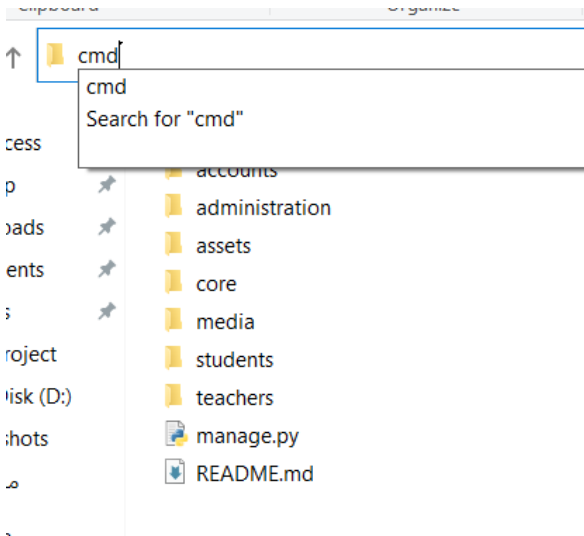 Clipboard
Organize
cmd
cmd
Search for "cmd"
cess
p
oads
ents
s
roject
isk (D:)
shots
accounts
administration
assets
core
media
students
teachers
manage.py
README.md